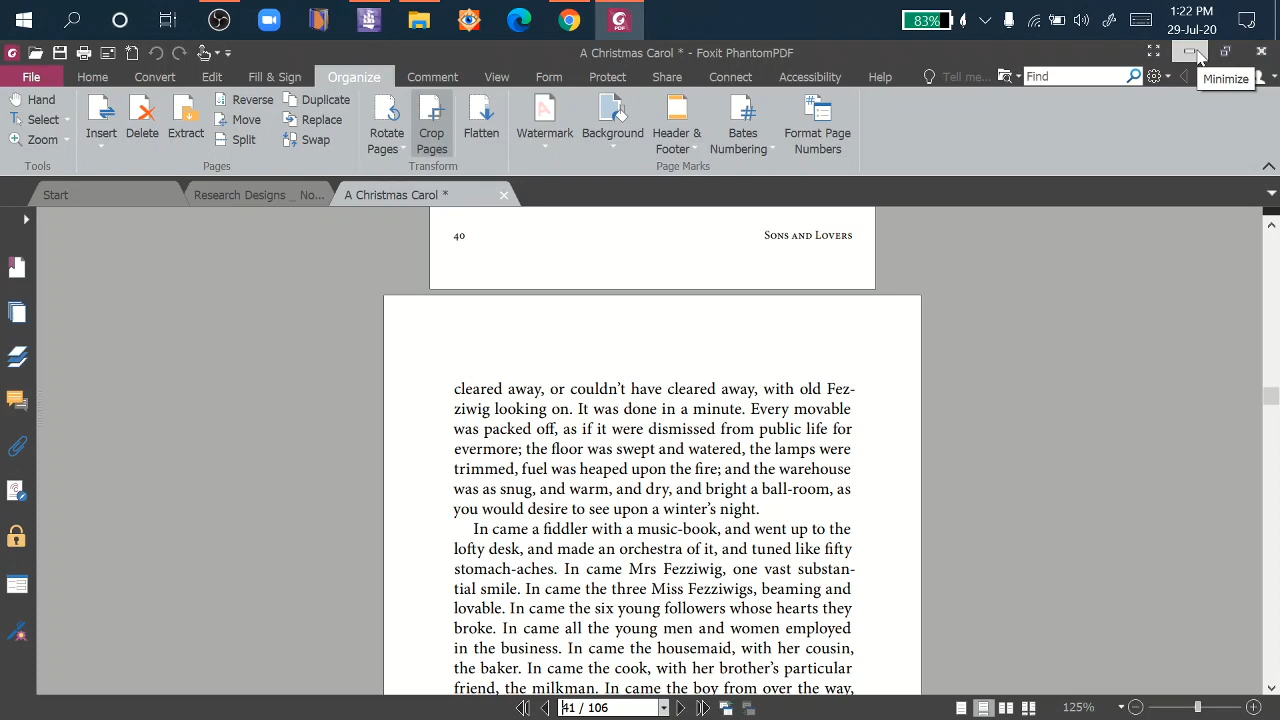 83%
1:22 PM
29-Jul-20
A Christmas Carol * - Foxit PhantomPDF
File Home Convert Edit Fill & Sign Organize Comment View Form Protect Share Connect Accessibility Help Tell me... Find
Minimize
Hand
Select
Zoom
Tools
Insert Delete Extract
Reverse Duplicate
Move Replace
Split Swap
Pages
Rotate Pages
Crop Pages
Flatten
Transform
Watermark
Background
Header & Footer
Bates Numbering
Format Page Numbers
Page Marks
Start Research Designs _ No... A Christmas Carol *
40 Sons and Lovers
cleared away, or couldn't have cleared away, with old Fez-
ziwig looking on. It was done in a minute. Every movable
was packed off, as if it were dismissed from public life for
evermore; the floor was swept and watered, the lamps were
trimmed, fuel was heaped upon the fire; and the warehouse
was as snug, and warm, and dry, and bright a ball-room, as
you would desire to see upon a winter's night.
In came a fiddler with a music-book, and went up to the
lofty desk, and made an orchestra of it, and tuned like fifty
stomach-aches. In came Mrs Fezziwig, one vast substan-
tial smile. In came the three Miss Fezziwigs, beaming and
lovable. In came the six young followers whose hearts they
broke. In came all the young men and women employed
in the business. In came the housemaid, with her cousin,
the baker. In came the cook, with her brother's particular
friend, the milkman. In came the boy from over the way,
41 / 106
125%